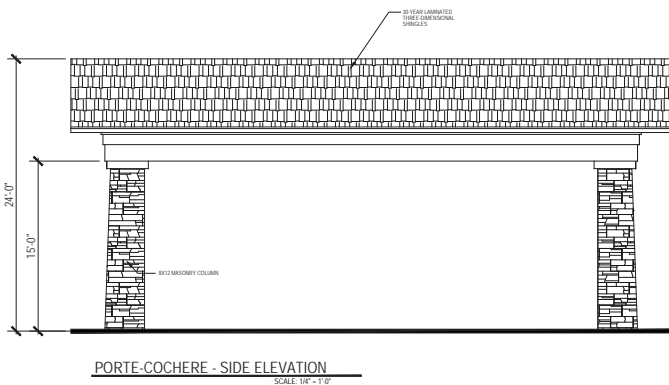 30-YEAR LAMINATED
THREE-DIMENSIONAL
SHINGLES
24'-0"
15'-0"
8X12 MASONRY COLUMN
PORTE-COCHERE - SIDE ELEVATION
SCALE: 1/4" = 1'-0"